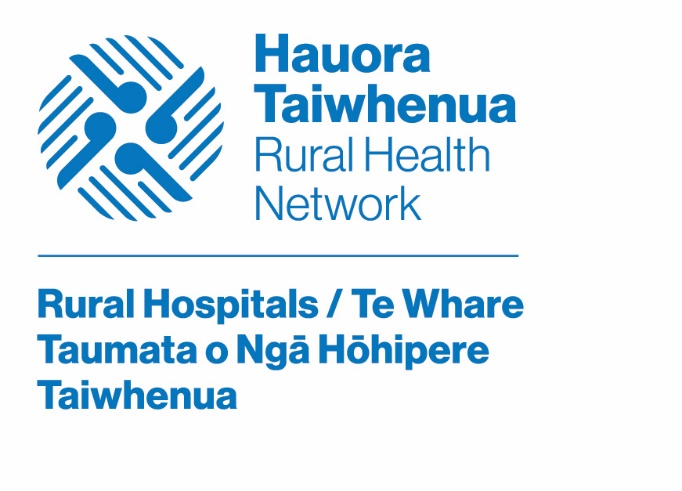 Hauora
Taiwhenua
Rural Health
Network
Rural Hospitals / Te Whare
Taumata o Ngā Hōhipere
Taiwhenua